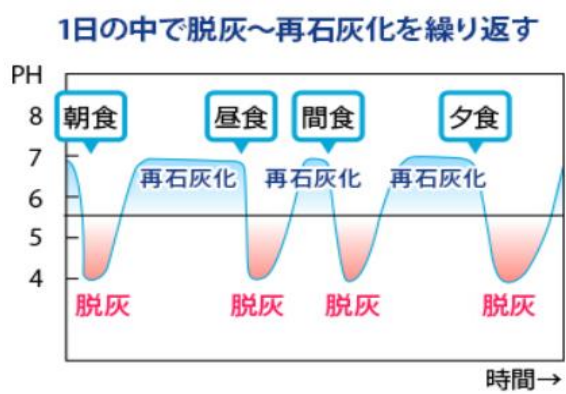 1日の中で脱灰～再石灰化を繰り返す
PH
8
朝食
昼食
間食
夕食
7
再石灰化
再石灰化
再石灰化
6
5
4
脱灰
脱灰
脱灰
脱灰
時間→